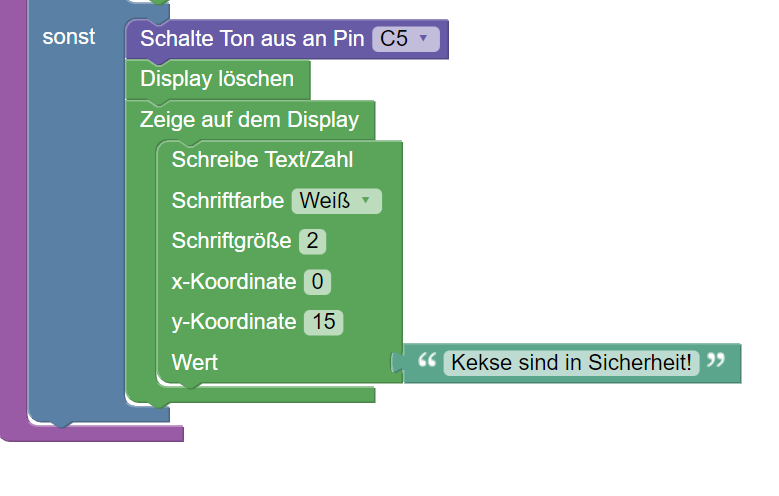 sonst
Schalte Ton aus an Pin C5
Display löschen
Zeige auf dem Display
Schreibe Text/Zahl
Schriftfarbe Weiß
Schriftgröße 2
x-Koordinate 0
y-Koordinate 15
Wert “ Kekse sind in Sicherheit! ”